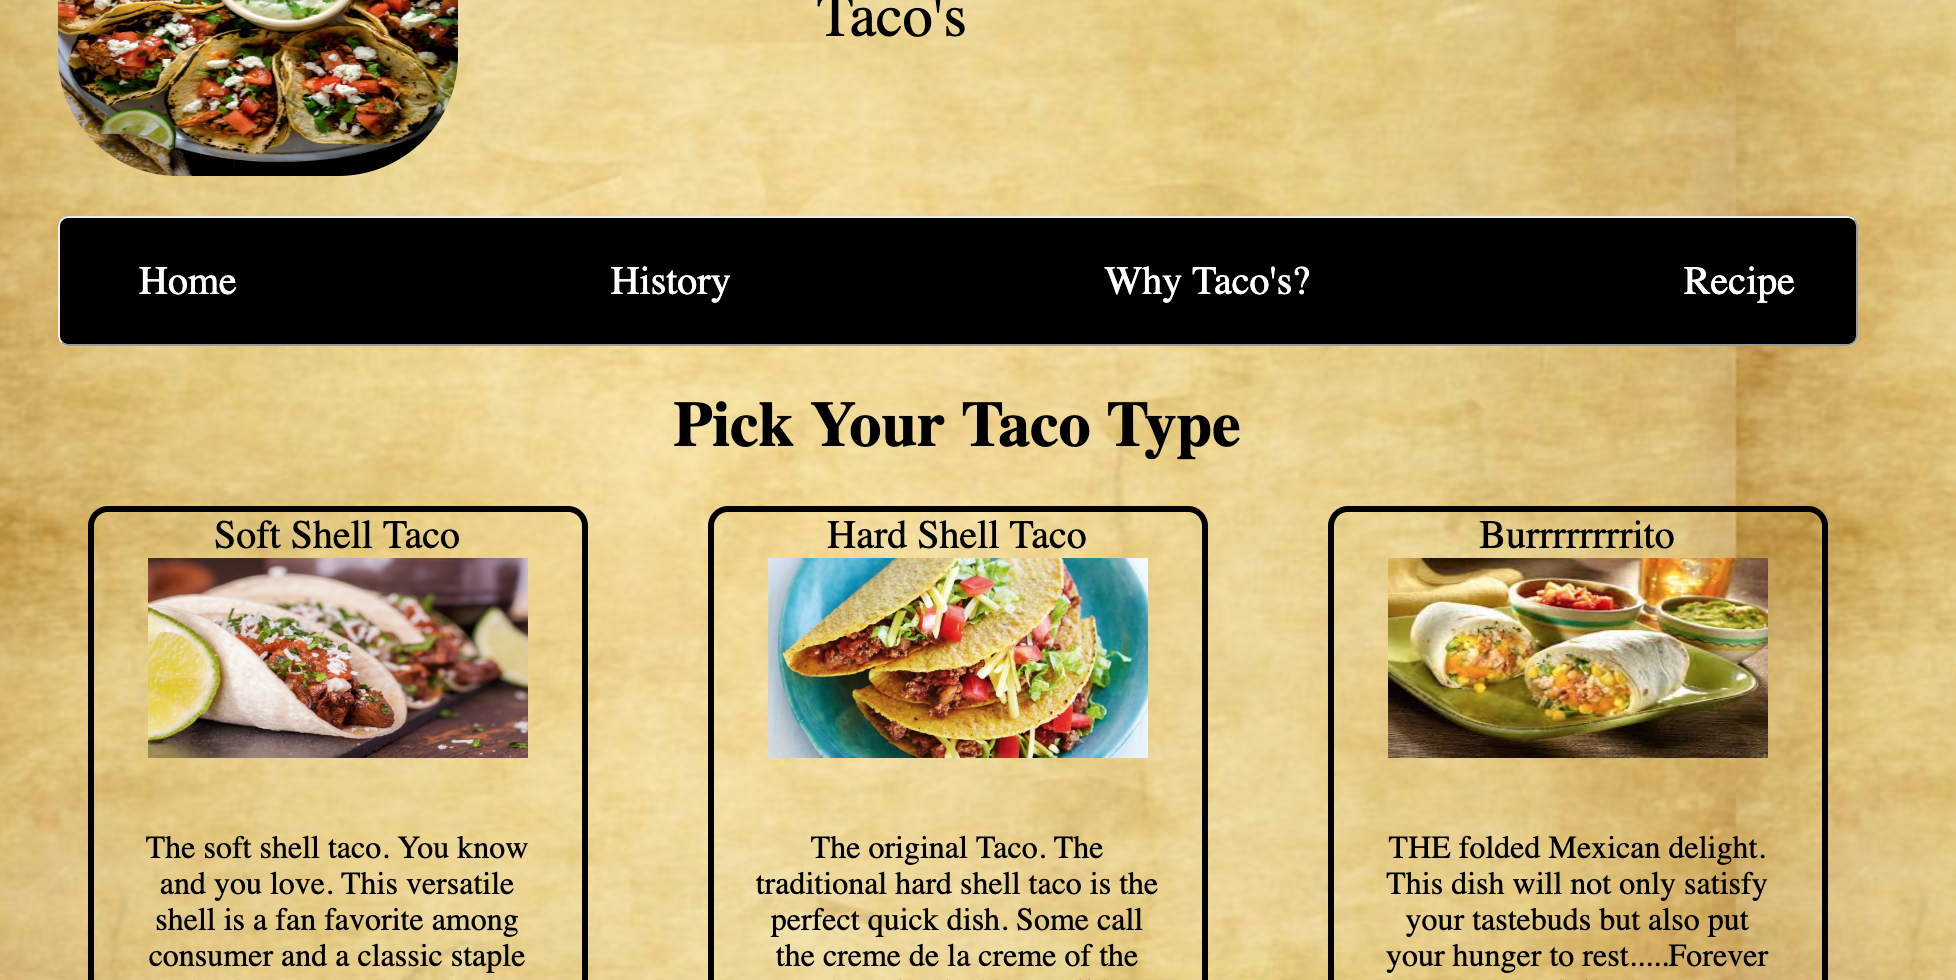 Taco's
Home History Why Taco's? Recipe
Pick Your Taco Type
Soft Shell Taco
The soft shell taco. You know
and you love. This versatile
shell is a fan favorite among
consumer and a classic staple
Hard Shell Taco
The original Taco. The
traditional hard shell taco is the
perfect quick dish. Some call
the creme de la creme of the
Burrrrrrrrito
THE folded Mexican delight.
This dish will not only satisfy
your tastebuds but also put
your hunger to rest.....Forever